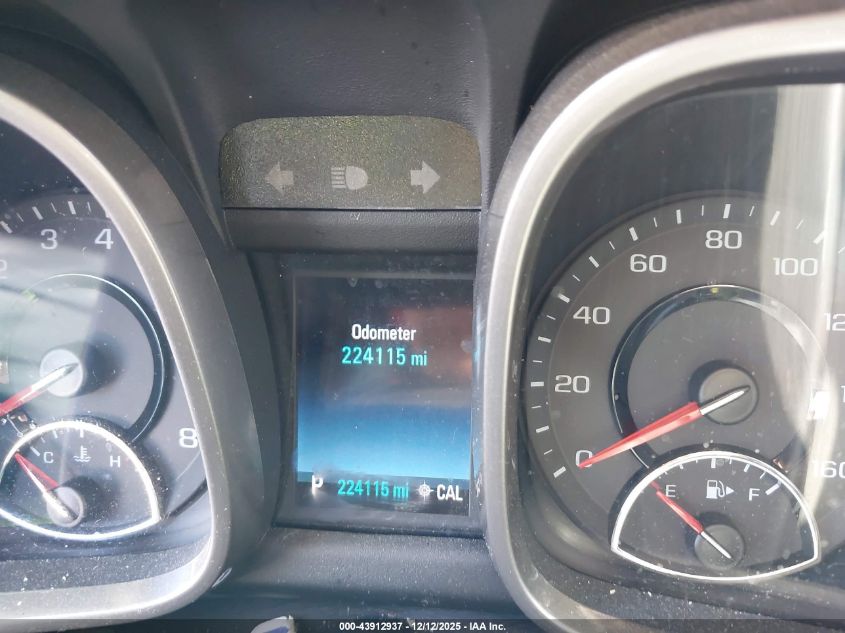 2 3 4
8
C H
Odometer
224115 mi
P 224115 mi CAL
0 20 40 60 80 100 160
E F
000-43912937 - 12/12/2025 - IAA Inc.